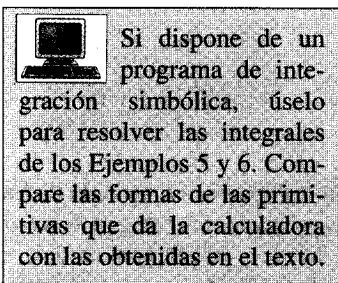 Si dispone de un
programa de inte-
gración simbólica, úselo
para resolver las integrales
de los Ejemplos 5 y 6. Com-
pare las formas de las primi-
tivas que da la calculadora
con las obtenidas en el texto.